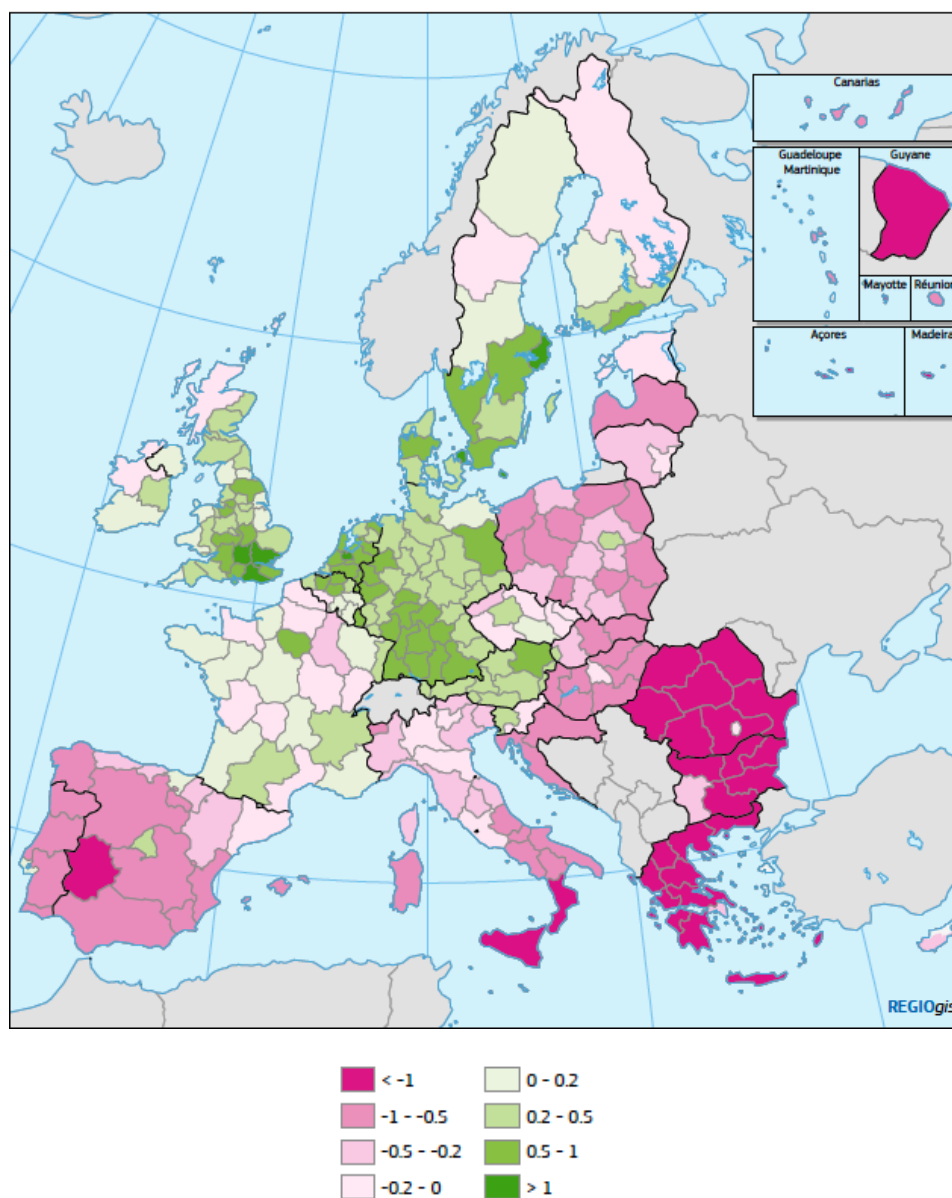 Canarias
Guadeloupe
Martinique
Guyane
Mayotte
Réunion
Açores
Madeira
REGIOgis
< -1
-1 - -0.5
-0.5 - -0.2
-0.2 - 0
0 - 0.2
0.2 - 0.5
0.5 - 1
> 1